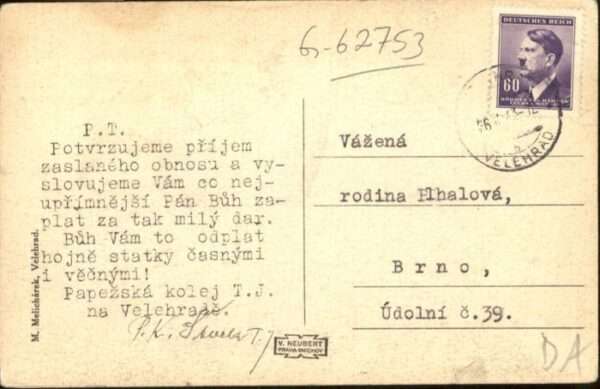 6-62753
DEUTSCHES REICH
60
VELEHRAD
P.T.
Potvrzujeme příjem
zaslaného obnosu a vy-
slovujeme Vám co nej-
upřímnější Pán Bůh za-
plat za tak milý dar.
Bůh Vám to odplat
hojně statky časnými
i věčnými!
Papežská kolej T.J.
na Velehradě.
P.K.
T.J
Vážená
rodina Plhalová,
Brno,
Údolní č.39.
M. Melichárek, Velehrad.
V. NEUBERT
PRAHA-SMÍCHOV
DA